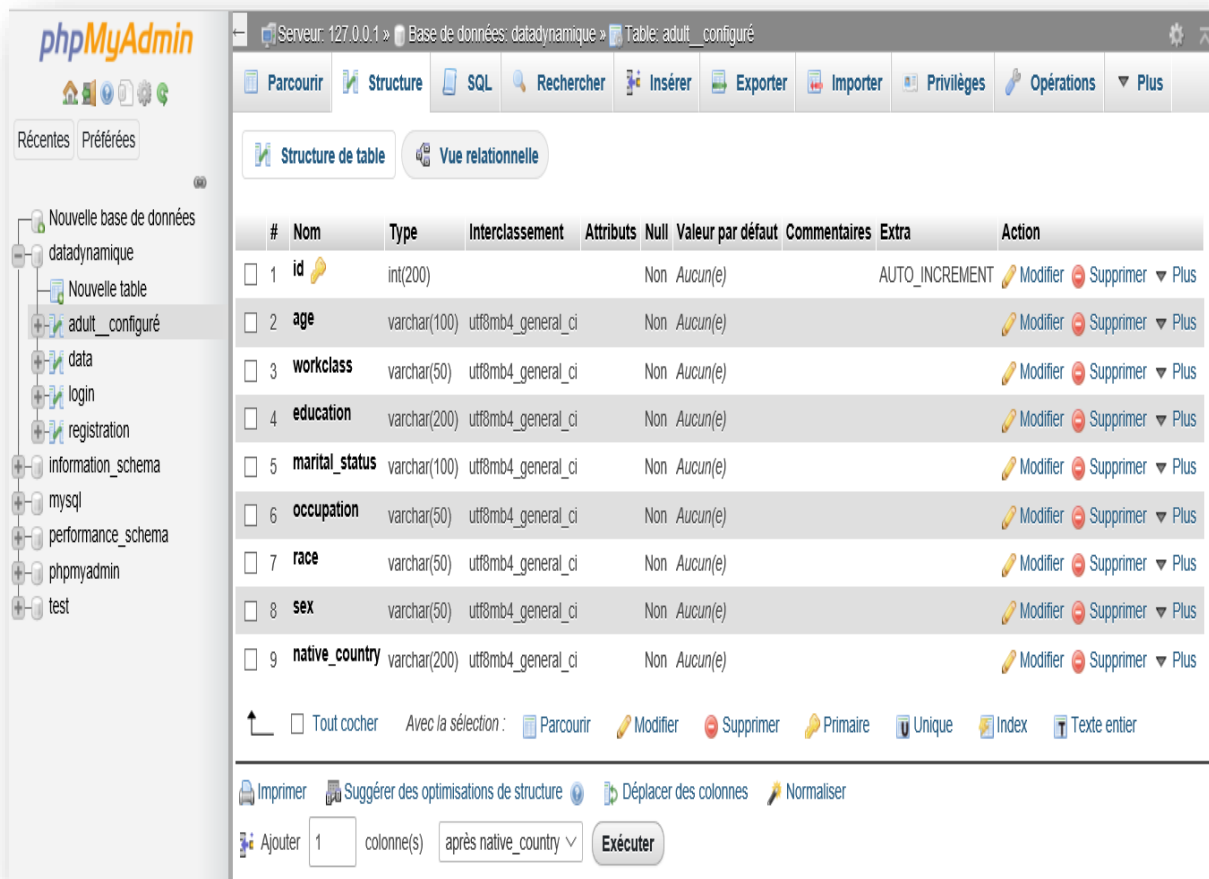 phpMyAdmin
Récentes Préférées
Nouvelle base de données
datadynamique
Nouvelle table
adult__configuré
data
login
registration
information_schema
mysql
performance_schema
phpmyadmin
test
Serveur: 127.0.0.1 » Base de données: datadynamique » Table: adult__configuré
Parcourir Structure SQL Rechercher Insérer Exporter Importer Privilèges Opérations Plus
Structure de table Vue relationnelle
# Nom Type Interclassement Attributs Null Valeur par défaut Commentaires Extra Action
1 id int(200) Non Aucun(e) AUTO_INCREMENT Modifier Supprimer Plus
2 age varchar(100) utf8mb4_general_ci Non Aucun(e) Modifier Supprimer Plus
3 workclass varchar(50) utf8mb4_general_ci Non Aucun(e) Modifier Supprimer Plus
4 education varchar(200) utf8mb4_general_ci Non Aucun(e) Modifier Supprimer Plus
5 marital_status varchar(100) utf8mb4_general_ci Non Aucun(e) Modifier Supprimer Plus
6 occupation varchar(50) utf8mb4_general_ci Non Aucun(e) Modifier Supprimer Plus
7 race varchar(50) utf8mb4_general_ci Non Aucun(e) Modifier Supprimer Plus
8 sex varchar(50) utf8mb4_general_ci Non Aucun(e) Modifier Supprimer Plus
9 native_country varchar(200) utf8mb4_general_ci Non Aucun(e) Modifier Supprimer Plus
Tout cocher Avec la sélection : Parcourir Modifier Supprimer Primaire Unique Index Texte entier
Imprimer Suggérer des optimisations de structure Déplacer des colonnes Normaliser
Ajouter 1 colonne(s) après native_country Exécuter